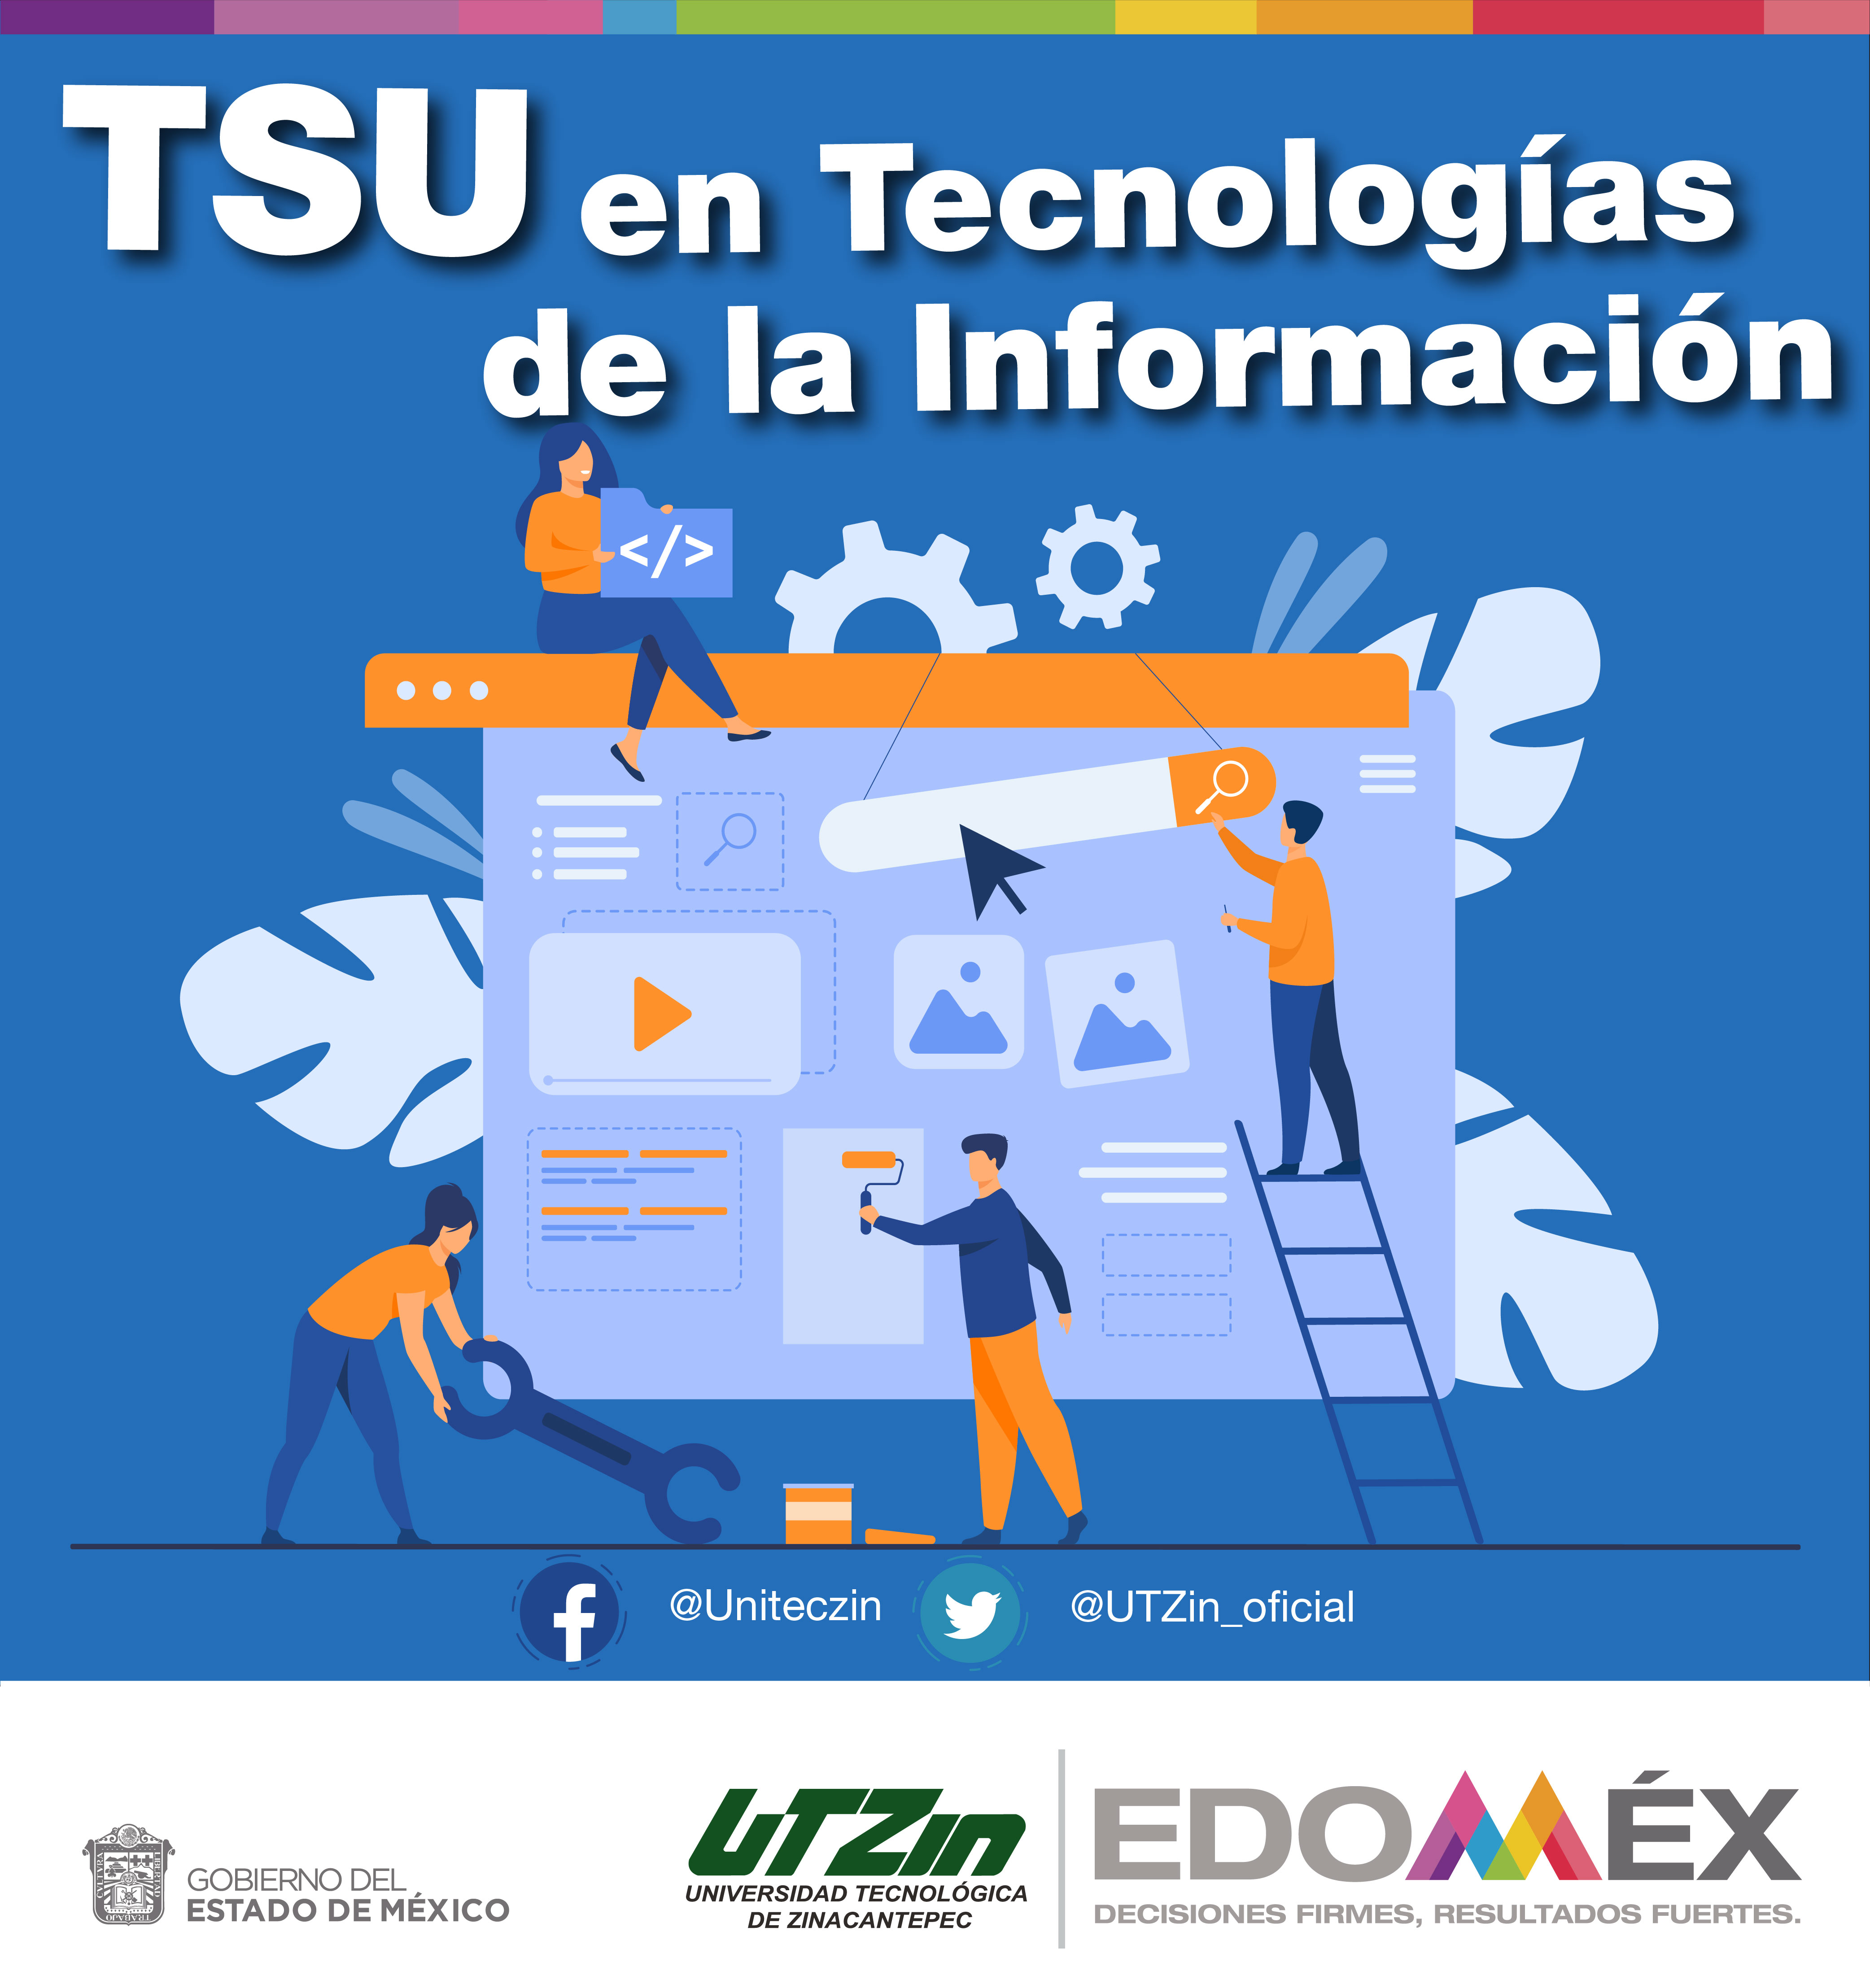 TSU en Tecnologías
de la Información
</>
@Uniteczin
@UTZin_oficial
GOBIERNO DEL
ESTADO DE MÉXICO
UTZin
UNIVERSIDAD TECNOLÓGICA
DE ZINACANTEPEC
EDOMÉX
DECISIONES FIRMES, RESULTADOS FUERTES.